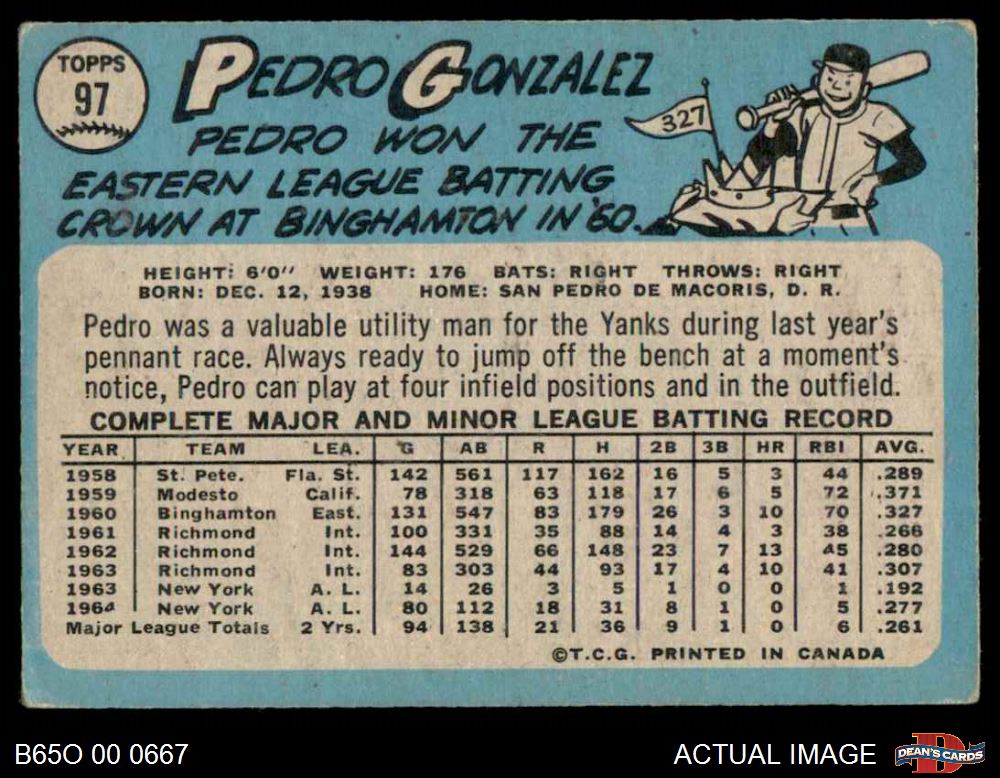 TOPPS
97
PEDRO GONZALEZ
PEDRO WON THE
EASTERN LEAGUE BATTING
CROWN AT BINGHAMTON IN '60.
327
HEIGHT: 6'0" WEIGHT: 176 BATS: RIGHT THROWS: RIGHT
BORN: DEC. 12, 1938 HOME: SAN PEDRO DE MACORIS, D. R.
Pedro was a valuable utility man for the Yanks during last year's
pennant race. Always ready to jump off the bench at a moment's
notice, Pedro can play at four infield positions and in the outfield.
COMPLETE MAJOR AND MINOR LEAGUE BATTING RECORD
YEAR TEAM LEA. G AB R H 2B 3B HR RBI AVG.
1958 St. Pete. Fla. St. 142 561 117 162 16 5 3 44 .289
1959 Modesto Calif. 78 318 63 118 17 6 5 72 .371
1960 Binghamton East. 131 547 83 179 26 3 10 70 .327
1961 Richmond Int. 100 331 35 88 14 4 3 38 .266
1962 Richmond Int. 144 529 66 148 23 7 13 45 .280
1963 Richmond Int. 83 303 44 93 17 4 10 41 .307
1963 New York A. L. 14 26 3 5 1 0 0 1 .192
1964 New York A. L. 80 112 18 31 8 1 0 5 .277
Major League Totals 2 Yrs. 94 138 21 36 9 1 0 6 .261
©T.C.G. PRINTED IN CANADA
B65O 00 0667
ACTUAL IMAGE
DEAN'S CARDS